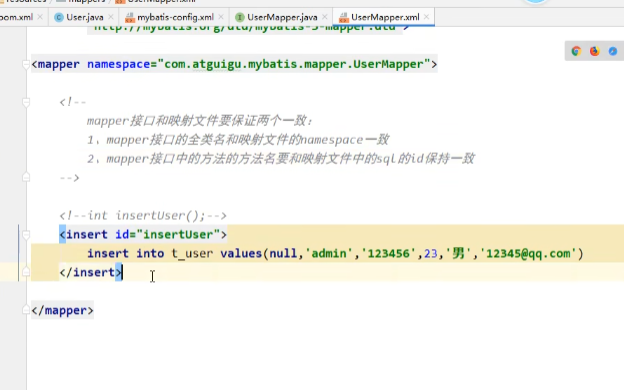 resources
mappers
UserMapper.xml
pom.xml User.java mybatis-config.xml UserMapper.java UserMapper.xml
"http://mybatis.org/dtd/mybatis-3-mapper.dtd">
<mapper namespace="com.atguigu.mybatis.mapper.UserMapper">
<!--
mapper接口和映射文件要保证两个一致：
1、mapper接口的全类名和映射文件的namespace一致
2、mapper接口中的方法的方法名要和映射文件中的sql的id保持一致
-->
<!--int insertUser();-->
<insert id="insertUser">
insert into t_user values(null,'admin','123456',23,'男','12345@qq.com')
</insert>
</mapper>